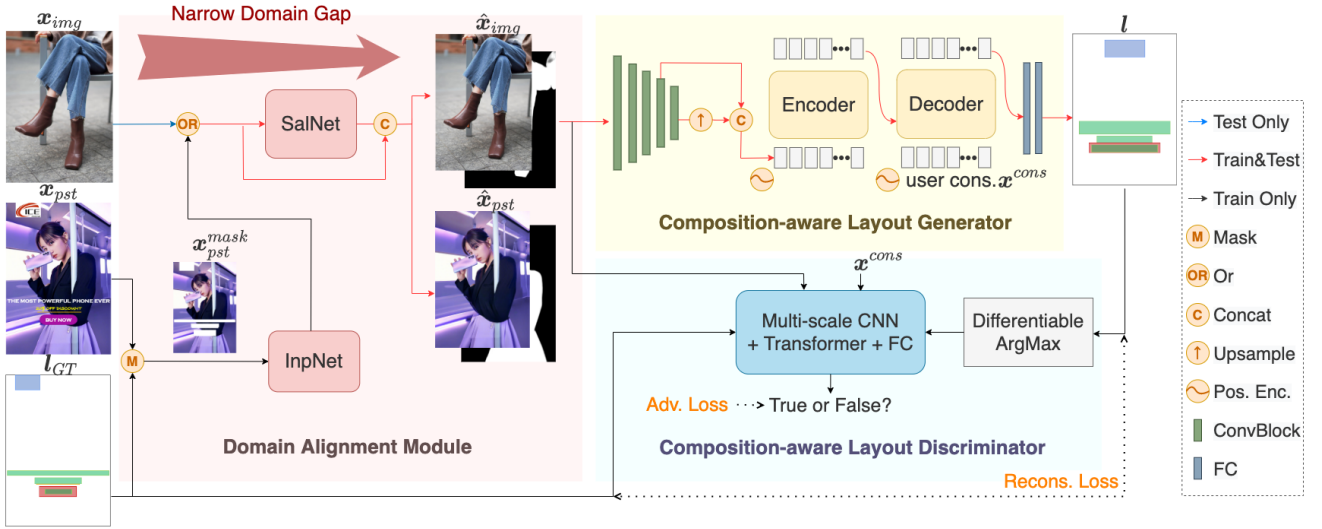 x_img
Narrow Domain Gap
x̂_img
l
OR
SalNet
C
Encoder
Decoder
↑
C
Test Only
Train&Test
Train Only
M Mask
OR Or
C Concat
↑ Upsample
Pos. Enc.
ConvBlock
FC
x_pst
ICE
THE MOST POWERFUL PHONE EVER
BUY NOW
x_pst^mask
x̂_pst
user cons. x^cons
Composition-aware Layout Generator
x^cons
M
InpNet
Multi-scale CNN
+ Transformer + FC
Differentiable
ArgMax
l_GT
Adv. Loss
True or False?
Domain Alignment Module
Composition-aware Layout Discriminator
Recons. Loss